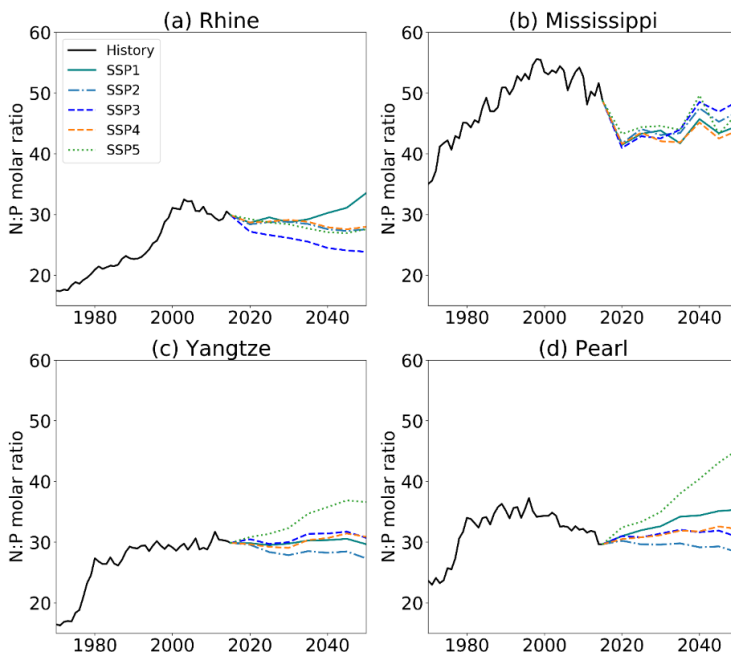 (a) Rhine
60
50
40
30
20
N:P molar ratio
History
SSP1
SSP2
SSP3
SSP4
SSP5
1980 2000 2020 2040
(b) Mississippi
60
50
40
30
20
N:P molar ratio
1980 2000 2020 2040
(c) Yangtze
60
50
40
30
20
N:P molar ratio
1980 2000 2020 2040
(d) Pearl
60
50
40
30
20
N:P molar ratio
1980 2000 2020 2040